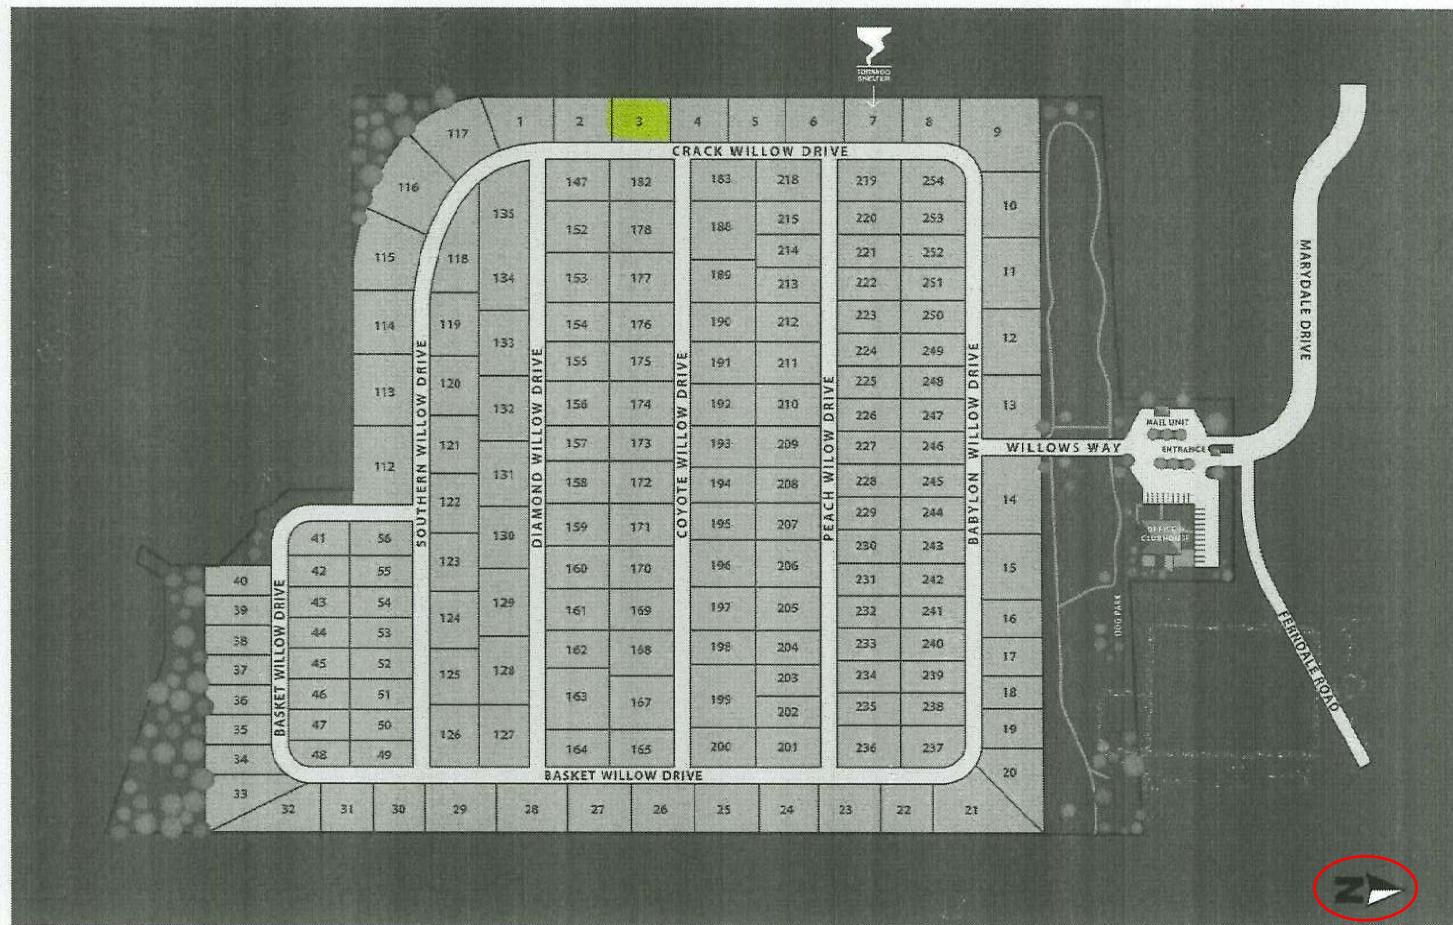 TORNADO
SHELTER
1 2 3 4 5 6 7 8 9
117
CRACK WILLOW DRIVE
116
147 182 183 218 219 254
10
135
152 178 188 215 220 253
115 118
214 221 252
134 153 177 189 213 222 251
11
114 119
154 176 190 212 223 250
133
12
155 175 191 211 224 249
113 120
225 248
132 156 174 192 210
13
226 247
121 157 173 193 209 227 246
112
131 158 172 194 208 228 245
14
122
159 171 195 207 229 244
130
230 243
123 160 170 196 206
15
231 242
129 161 169 197 205 232 241
124
16
162 168 198 204 233 240
125 128
17
203 234 239
163 167 199
18
202 235 238
19
126 127 164 165 200 201 236 237
20
41 56
42 55
40
43 54
39
44 53
38
45 52
37
46 51
36
47 50
35
48 49
34
33
SOUTHERN WILLOW DRIVE
DIAMOND WILLOW DRIVE
COYOTE WILLOW DRIVE
PEACH WILOW DRIVE
BABYLON WILLOW DRIVE
BASKET WILLOW DRIVE
BASKET WILLOW DRIVE
32 31 30 29 28 27 26 25 24 23 22 21
WILLOWS WAY
MAIL UNIT
ENTRANCE
OFFICE &
CLUBHOUSE
DOG PARK
MARYDALE DRIVE
FERNDALE ROAD
N